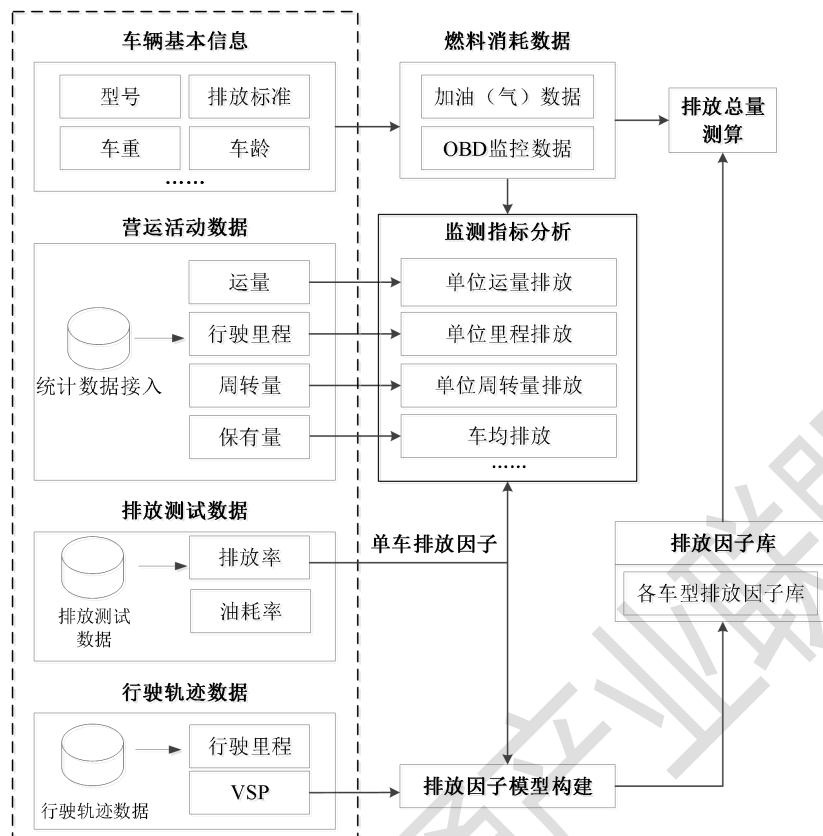 车辆基本信息
型号
排放标准
车重
车龄
……
燃料消耗数据
加油（气）数据
OBD监控数据
排放总量
测算
营运活动数据
统计数据接入
运量
行驶里程
周转量
保有量
监测指标分析
单位运量排放
单位里程排放
单位周转量排放
车均排放
……
排放测试数据
排放测试
数据
排放率
油耗率
单车排放因子
排放因子库
各车型排放因子库
行驶轨迹数据
行驶轨迹数据
行驶里程
VSP
排放因子模型构建
通产业联盟